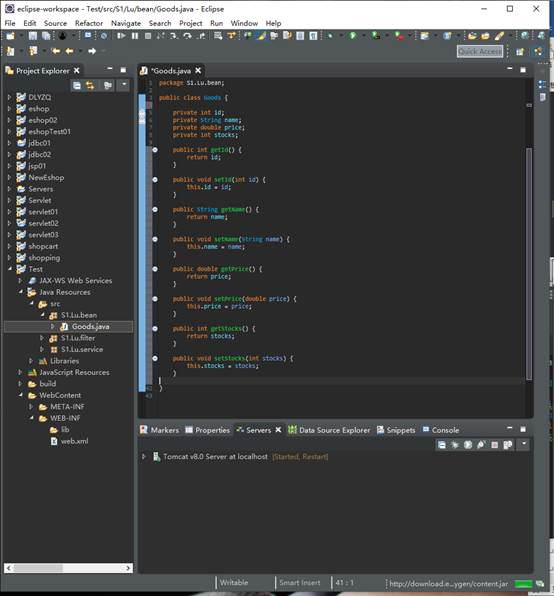 eclipse-workspace - Test/src/S1/Lu/bean/Goods.java - Eclipse
File Edit Source Refactor Navigate Search Project Run Window Help
Quick Access
Project Explorer
DLYZQ
eshop
eshop02
eshopTest01
jdbc01
jdbc02
jsp01
NewEshop
Servers
Servlet
servlet01
servlet02
servlet03
shopcart
shopping
Test
JAX-WS Web Services
Java Resources
src
S1.Lu.bean
Goods.java
S1.Lu.filter
S1.Lu.service
Libraries
JavaScript Resources
build
WebContent
META-INF
WEB-INF
lib
web.xml
*Goods.java
package S1.Lu.bean;
public class Goods {
private int id;
private String name;
private double price;
private int stocks;
public int getId() {
return id;
}
public void setId(int id) {
this.id = id;
}
public String getName() {
return name;
}
public void setName(String name) {
this.name = name;
}
public double getPrice() {
return price;
}
public void setPrice(double price) {
this.price = price;
}
public int getStocks() {
return stocks;
}
public void setStocks(int stocks) {
this.stocks = stocks;
}
}
43
Markers Properties Servers Data Source Explorer Snippets Console
Tomcat v8.0 Server at localhost [Started, Restart]
Writable Smart Insert 41 : 1 http://download.e...ygen/content.jar